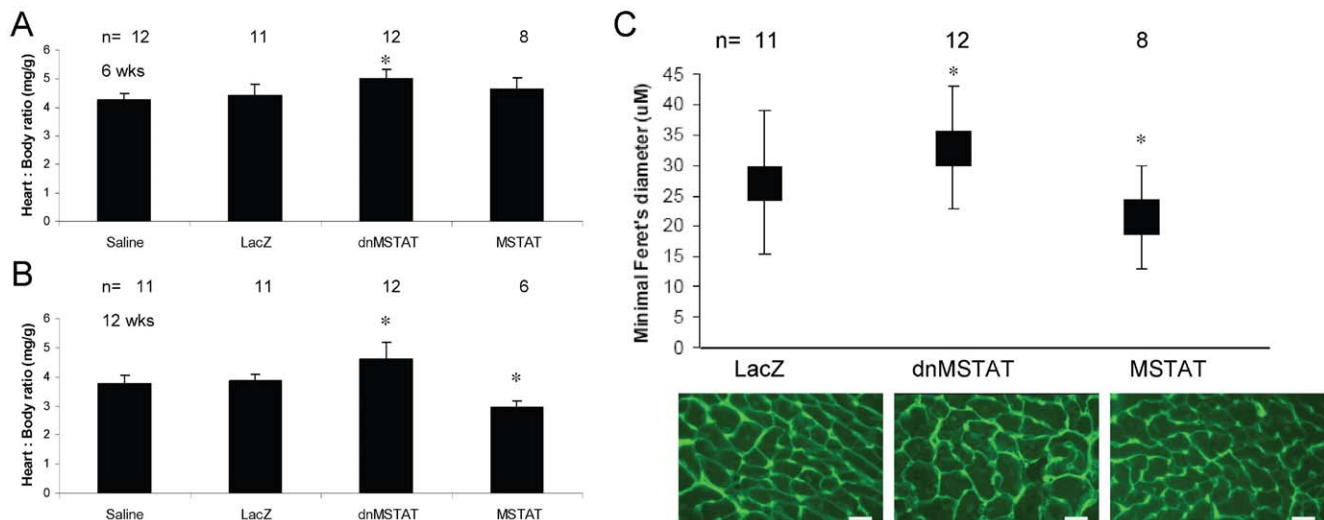 A
n= 12 11 12 8
6 wks
*
Heart : Body ratio (mg/g)
6
5
4
3
2
1
0
Saline LacZ dnMSTAT MSTAT
B
n= 11 11 12 6
12 wks
*
*
Heart : Body ratio (mg/g)
6
5
4
3
2
1
0
Saline LacZ dnMSTAT MSTAT
C
n= 11 12 8
*
*
Minimal Feret's diameter (uM)
45
40
35
30
25
20
15
10
5
0
LacZ dnMSTAT MSTAT